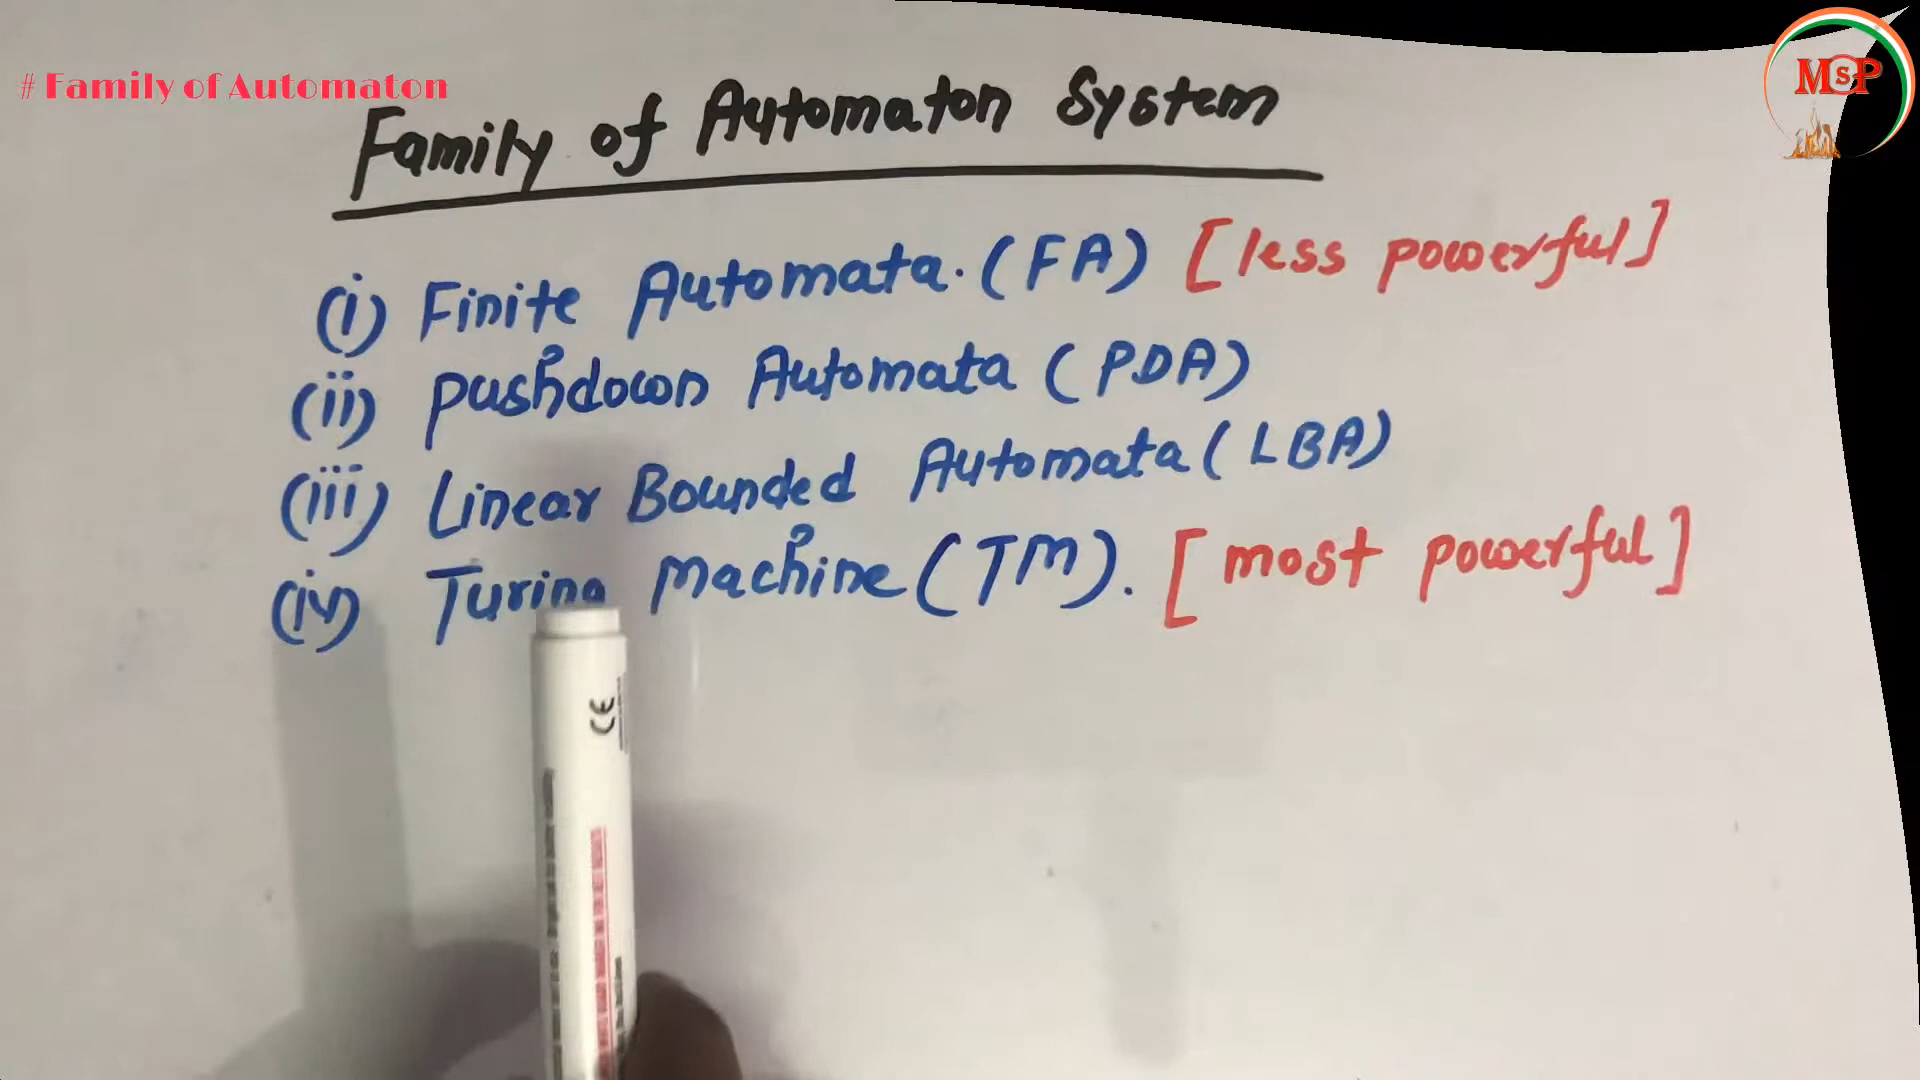 # Family of Automaton
MSP
Family of Automaton System
(i) Finite Automata. (FA) [less powerful]
(ii) Pushdown Automata (PDA)
(iii) Linear Bounded Automata (LBA)
(iv) Turing Machine (TM). [most powerful]
CE